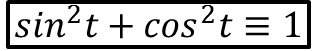 sin²t + cos²t ≡ 1